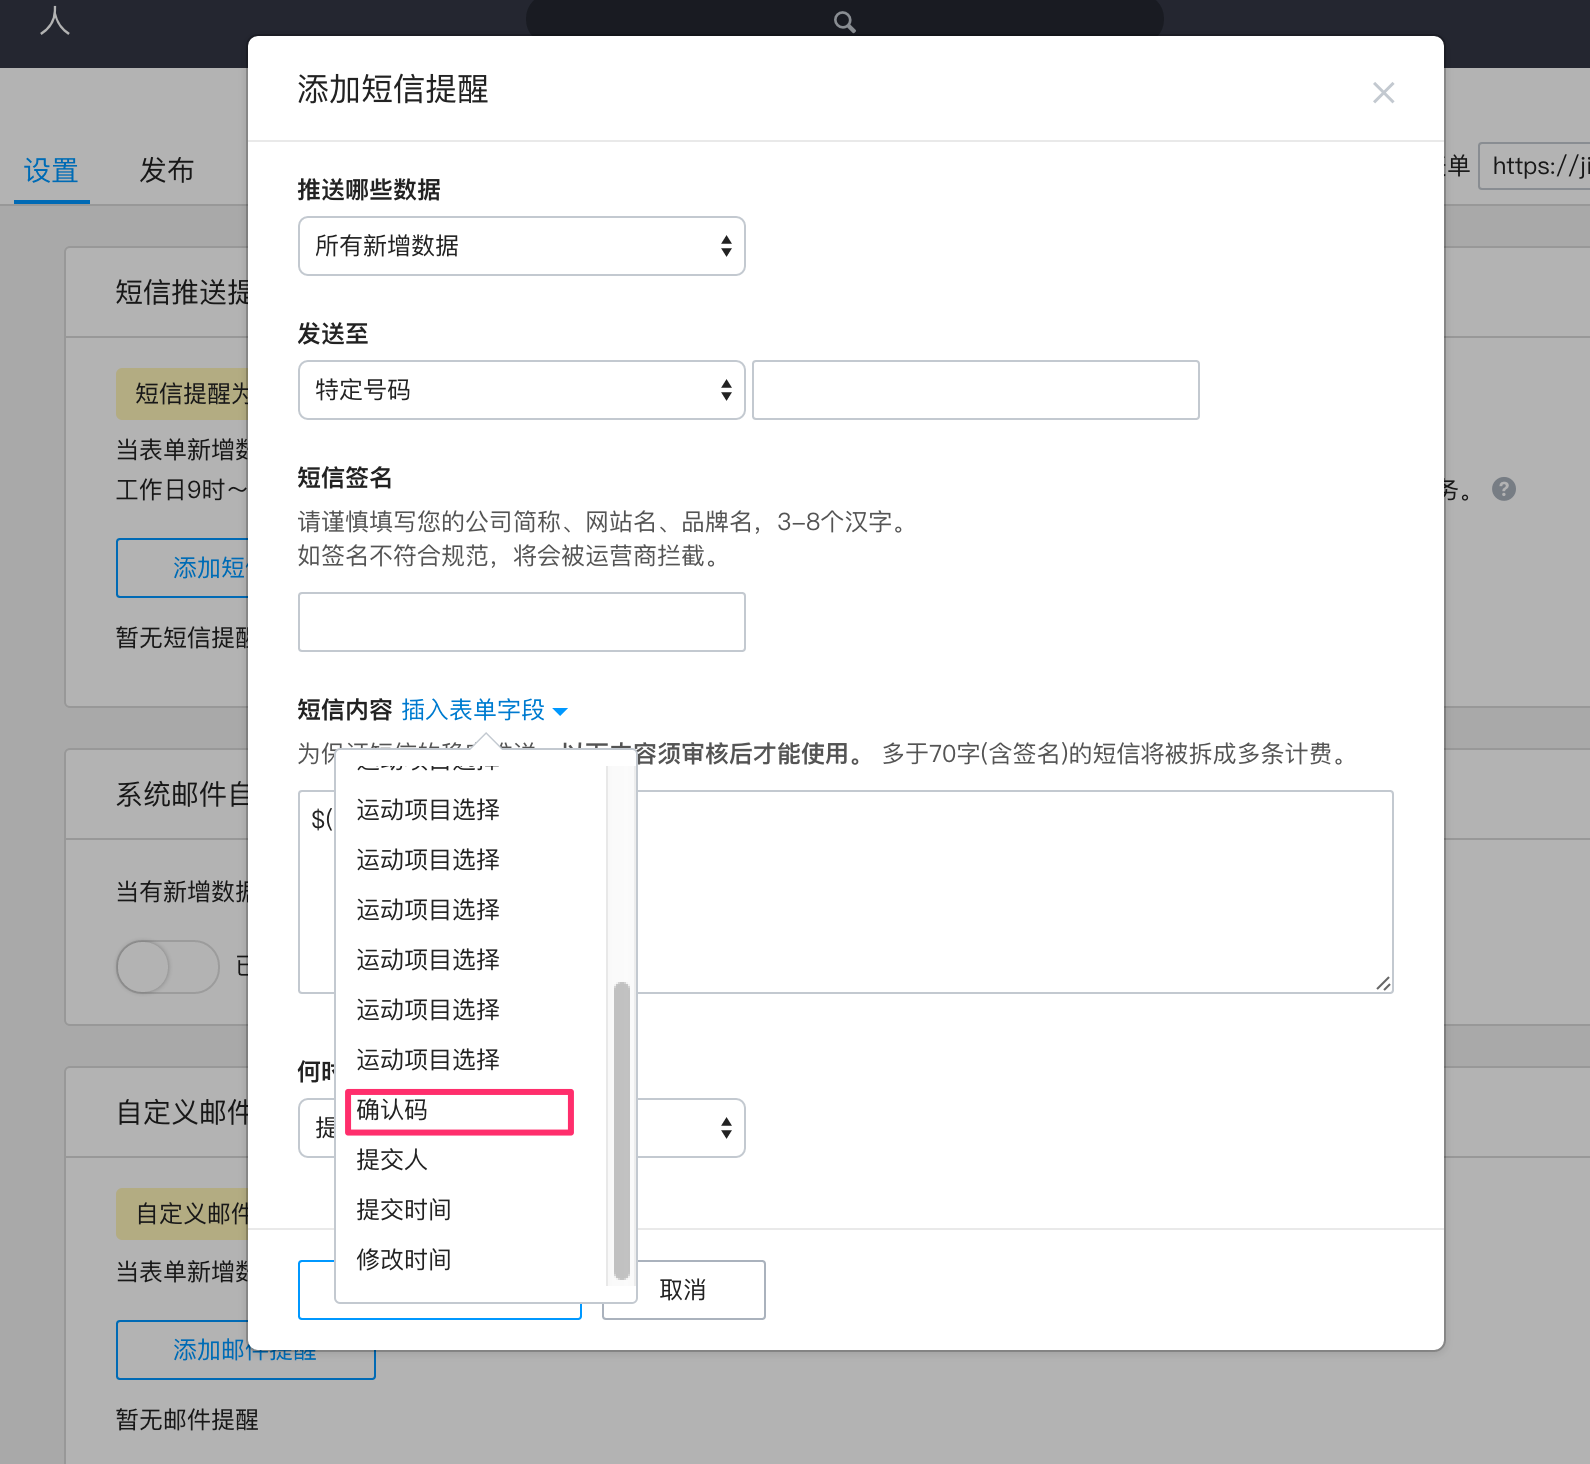 人
添加短信提醒
设置
发布
单
https://ji
推送哪些数据
所有新增数据
短信推送提
发送至
特定号码
短信提醒为
当表单新增数
工作日9时～
务。
?
短信签名
请谨慎填写您的公司简称、网站名、品牌名，3-8个汉字。
如签名不符合规范，将会被运营商拦截。
添加短
暂无短信提醒
短信内容 插入表单字段
容须审核后才能使用。 多于70字(含签名)的短信将被拆成多条计费。
运动项目选择
系统邮件自
$(
运动项目选择
运动项目选择
运动项目选择
运动项目选择
运动项目选择
运动项目选择
当有新增数据
已
何时
提
确认码
提交人
提交时间
修改时间
自定义邮件
自定义邮件
当表单新增数
取消
添加邮件提醒
暂无邮件提醒